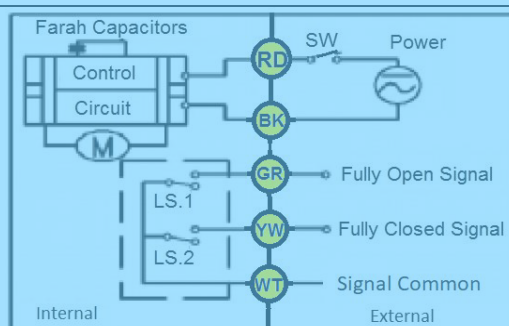 Farah Capacitors
Control
Circuit
M
RD
SW
Power
BK
GR
Fully Open Signal
LS.1
YW
Fully Closed Signal
LS.2
WT
Signal Common
Internal
External